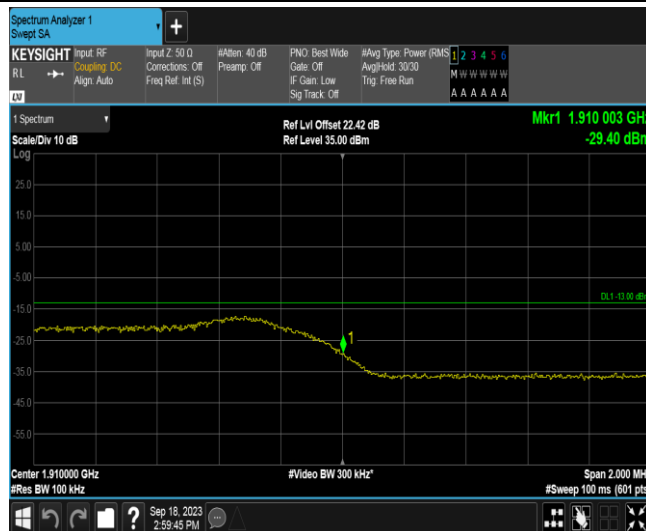 Spectrum Analyzer 1
Swept SA
KEYSIGHT
RL
LXI
Input: RF
Coupling: DC
Align: Auto
Input Z: 50 Ω
Corrections: Off
Freq Ref: Int (S)
#Atten: 40 dB
Preamp: Off
PNO: Best Wide
Gate: Off
IF Gain: Low
Sig Track: Off
#Avg Type: Power (RMS
Avg|Hold: 30/30
Trig: Free Run
1 2 3 4 5 6
M W W W W W
A A A A A A
1 Spectrum
Scale/Div 10 dB
Ref Lvl Offset 22.42 dB
Ref Level 35.00 dBm
Mkr1 1.910 003 GHz
-29.40 dBm
Log
25.0
15.0
5.00
-5.00
DL1 -13.00 dBm
-15.0
-25.0
1
-35.0
-45.0
-55.0
Center 1.910000 GHz
#Res BW 100 kHz
#Video BW 300 kHz*
Span 2.000 MH
#Sweep 100 ms (601 pts
?
Sep 18, 2023
2:59:45 PM